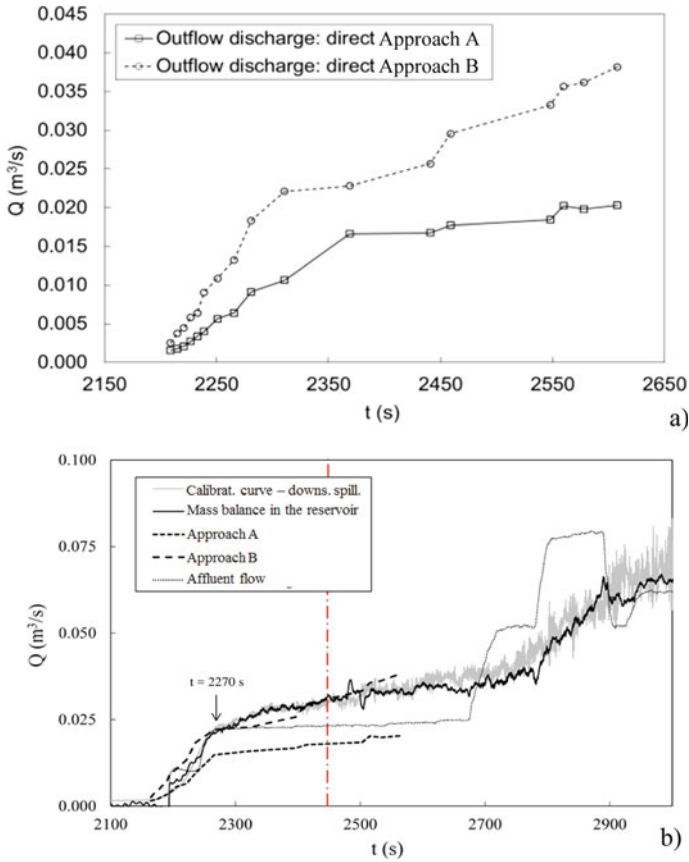 0.045
0.040
0.035
0.030
0.025
0.020
0.015
0.010
0.005
0.000
Q (m³/s)
Outflow discharge: direct Approach A
Outflow discharge: direct Approach B
2150 2250 2350 2450 2550 2650
t (s)
a)
0.100
0.075
0.050
0.025
0.000
Q (m³/s)
Calibrat. curve – downs. spill.
Mass balance in the reservoir
Approach A
Approach B
Affluent flow
t = 2270 s
2100 2300 2500 2700 2900
t (s)
b)